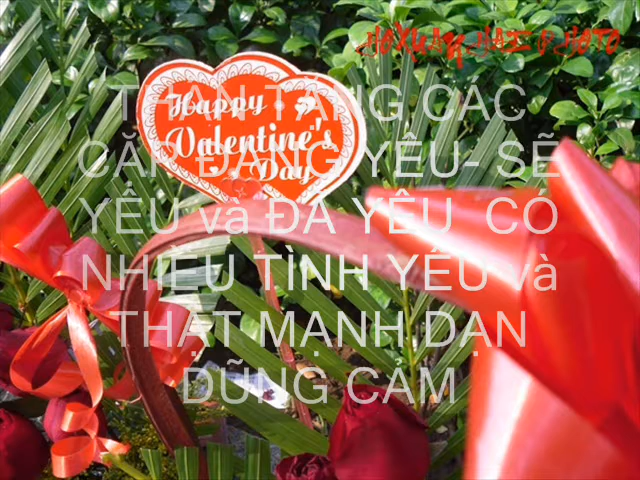 HOXUAN HAI PHOTO
Happy
Valentine's
Day
THÂN TẶNG CÁC
CẶP ĐANG YÊU- SẼ
YÊU và ĐÃ YÊU CÓ
NHIỀU TÌNH YÊU và
THẬT MẠNH DẠN
DŨNG CẢM